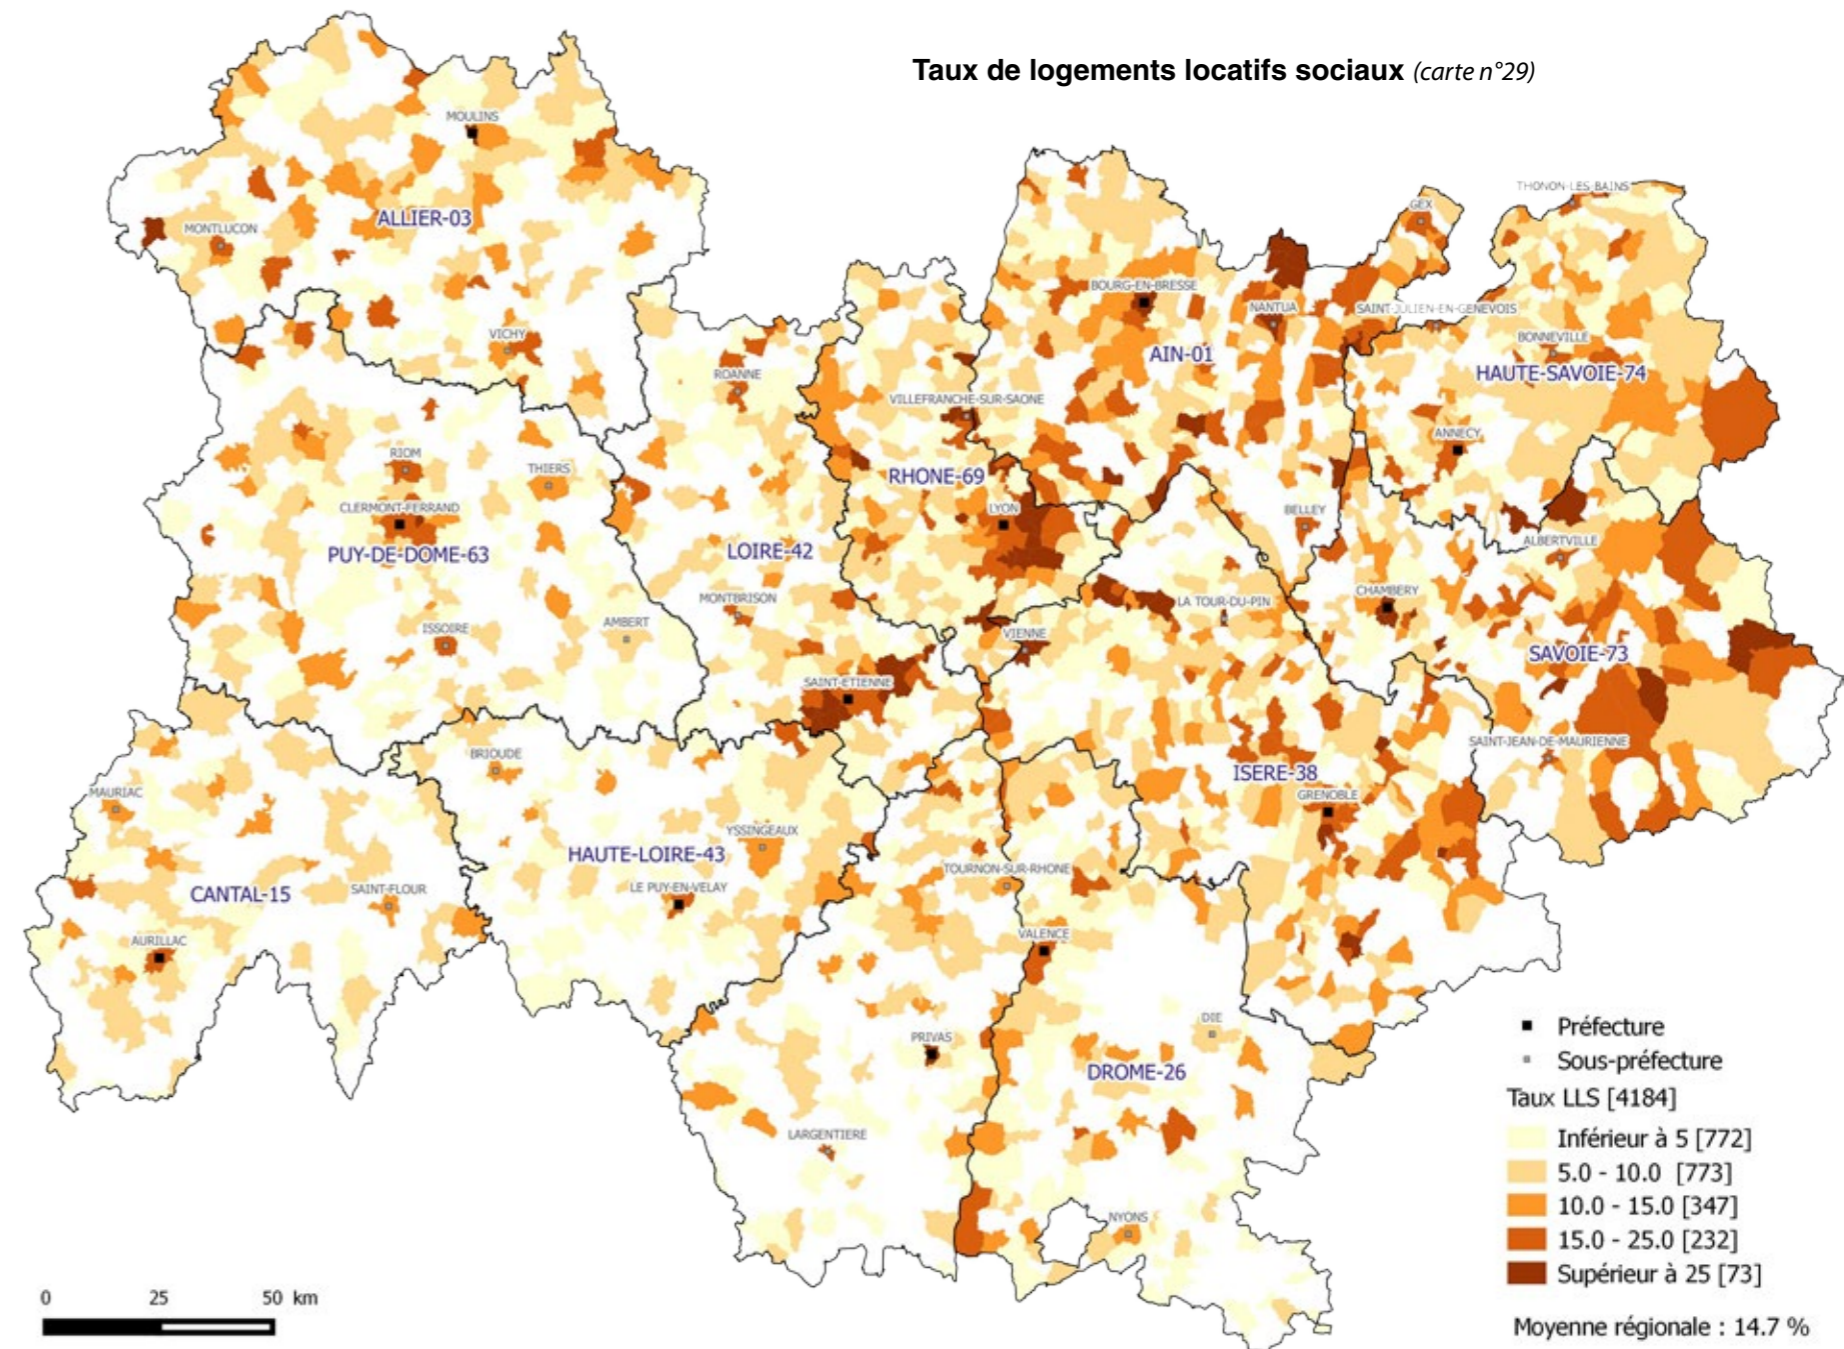 Taux de logements locatifs sociaux (carte n°29)
MOULINS
ALLIER-03
MONTLUCON
VICHY
THONON-LES-BAINS
GEX
BOURG-EN-BRESSE
NANTUA
SAINT-JULIEN-EN-GENEVOIS
BONNEVILLE
AIN-01
HAUTE-SAVOIE-74
ROANNE
VILLEFRANCHE-SUR-SAONE
ANNECY
RIOM
THIERS
RHONE-69
CLERMONT-FERRAND
LYON
BELLEY
PUY-DE-DOME-63
LOIRE-42
ALBERTVILLE
MONTBRISON
LA TOUR-DU-PIN
CHAMBERY
ISSOIRE
AMBERT
VIENNE
SAVOIE-73
SAINT-ETIENNE
SAINT-JEAN-DE-MAURIENNE
BRIOUDE
ISERE-38
MAURIAC
GRENOBLE
YSSINGEAUX
HAUTE-LOIRE-43
TOURNON-SUR-RHONE
CANTAL-15
SAINT-FLOUR
LE PUY-EN-VELAY
AURILLAC
VALENCE
PRIVAS
DIE
DROME-26
LARGENTIERE
NYONS
Préfecture
Sous-préfecture
Taux LLS [4184]
Inférieur à 5 [772]
5.0 - 10.0 [773]
10.0 - 15.0 [347]
15.0 - 25.0 [232]
Supérieur à 25 [73]
Moyenne régionale : 14.7 %
0 25 50 km